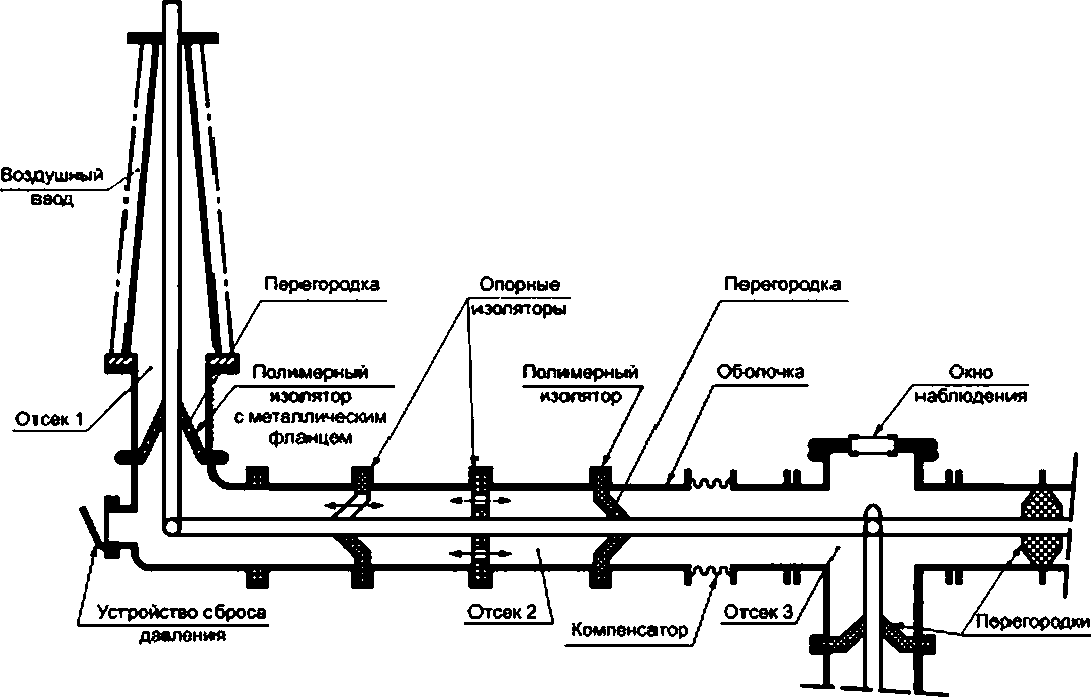 Воздушный
ввод
Перегородка
Опорные
изоляторы
Перегородка
Полимерный
изолятор
с металлическим
фланцем
Полимерный
изолятор
Оболочка
Окно
наблюдения
Отсек 1
Устройство сброса
давления
Отсек 2
Компенсатор
Отсек 3
Перегородки